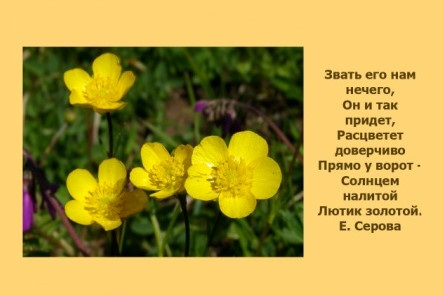 Звать его нам
нечего,
Он и так
придет,
Расцветет
доверчиво
Прямо у ворот -
Солнцем
налитой
Лютик золотой.
Е. Серова